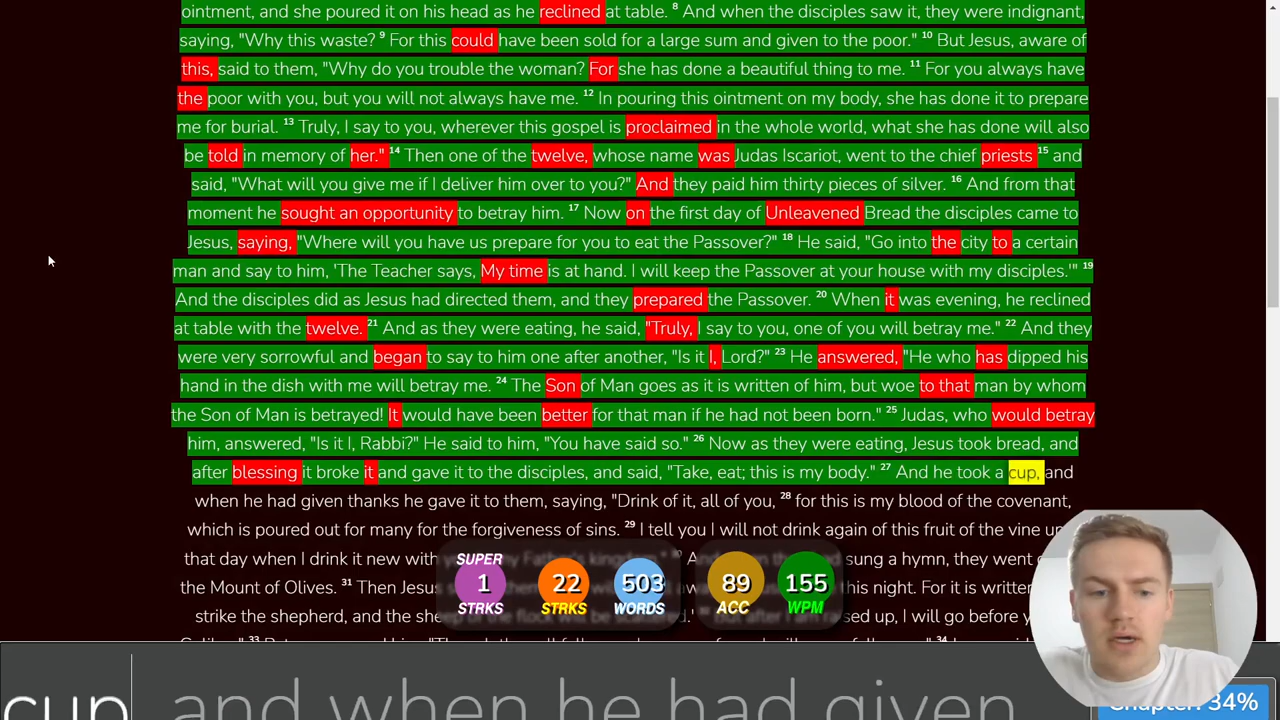 ointment, and she poured it on his head as he reclined at table. 8 And when the disciples saw it, they were indignant,
saying, "Why this waste? 9 For this could have been sold for a large sum and given to the poor." 10 But Jesus, aware of
this, said to them, "Why do you trouble the woman? For she has done a beautiful thing to me. 11 For you always have
the poor with you, but you will not always have me. 12 In pouring this ointment on my body, she has done it to prepare
me for burial. 13 Truly, I say to you, wherever this gospel is proclaimed in the whole world, what she has done will also
be told in memory of her." 14 Then one of the twelve, whose name was Judas Iscariot, went to the chief priests 15 and
said, "What will you give me if I deliver him over to you?" And they paid him thirty pieces of silver. 16 And from that
moment he sought an opportunity to betray him. 17 Now on the first day of Unleavened Bread the disciples came to
Jesus, saying, "Where will you have us prepare for you to eat the Passover?" 18 He said, "Go into the city to a certain
man and say to him, 'The Teacher says, My time is at hand. I will keep the Passover at your house with my disciples.'" 19
And the disciples did as Jesus had directed them, and they prepared the Passover. 20 When it was evening, he reclined
at table with the twelve. 21 And as they were eating, he said, "Truly, I say to you, one of you will betray me." 22 And they
were very sorrowful and began to say to him one after another, "Is it I, Lord?" 23 He answered, "He who has dipped his
hand in the dish with me will betray me. 24 The Son of Man goes as it is written of him, but woe to that man by whom
the Son of Man is betrayed! It would have been better for that man if he had not been born." 25 Judas, who would betray
him, answered, "Is it I, Rabbi?" He said to him, "You have said so." 26 Now as they were eating, Jesus took bread, and
after blessing it broke it and gave it to the disciples, and said, "Take, eat; this is my body." 27 And he took a cup, and
when he had given thanks he gave it to them, saying, "Drink of it, all of you, 28 for this is my blood of the covenant,
which is poured out for many for the forgiveness of sins. 29 I tell you I will not drink again of this fruit of the vine
that day when I drink it new with sung a hymn, they went
the Mount of Olives. 31 Then Jesus this night. For it is written
strike the shepherd, and the raised up, I will go before
SUPER 1 STRKS
22 STRKS
503 WORDS
89 ACC
155 WPM
cup and when he had given
Chapter: 34%